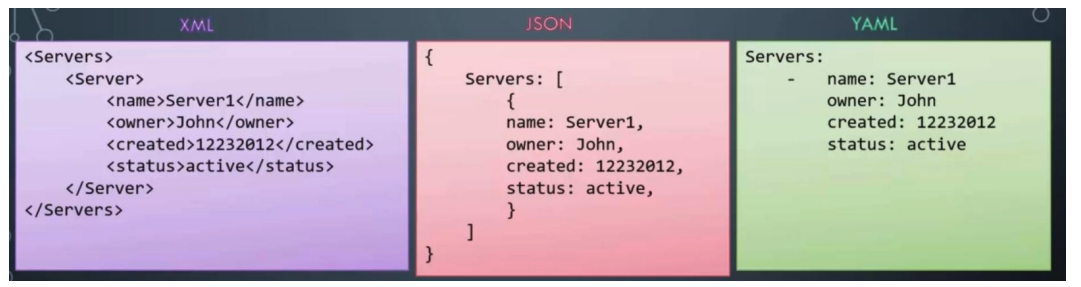 XML
<Servers>
    <Server>
        <name>Server1</name>
        <owner>John</owner>
        <created>12232012</created>
        <status>active</status>
    </Server>
</Servers>
JSON
{
    Servers: [
        {
        name: Server1,
        owner: John,
        created: 12232012,
        status: active,
        }
    ]
}
YAML
Servers:
    -   name: Server1
        owner: John
        created: 12232012
        status: active